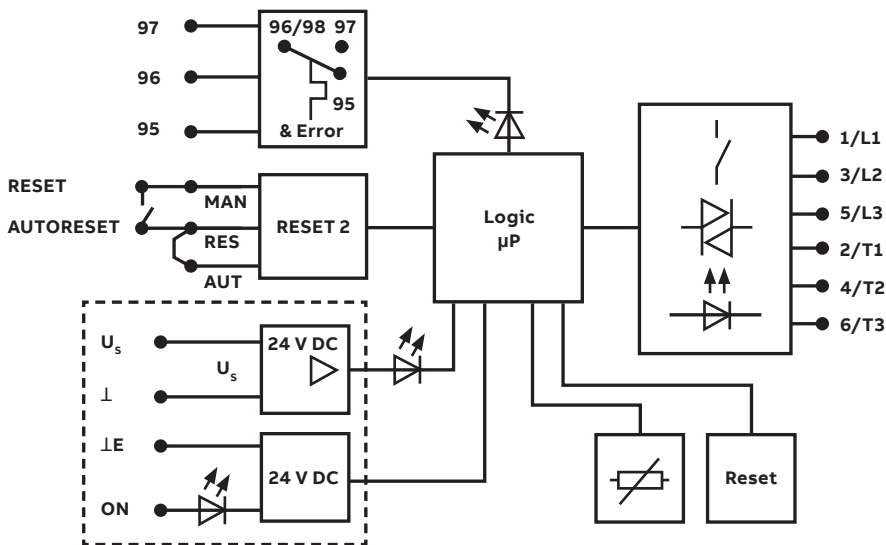 97
96/98 97
96
95
95
& Error
1/L1
3/L2
5/L3
2/T1
4/T2
6/T3
RESET
MAN
RESET 2
Logic
µP
AUTORESET
RES
AUT
Us
24 V DC
Us
⊥
⊥E
24 V DC
ON
Reset